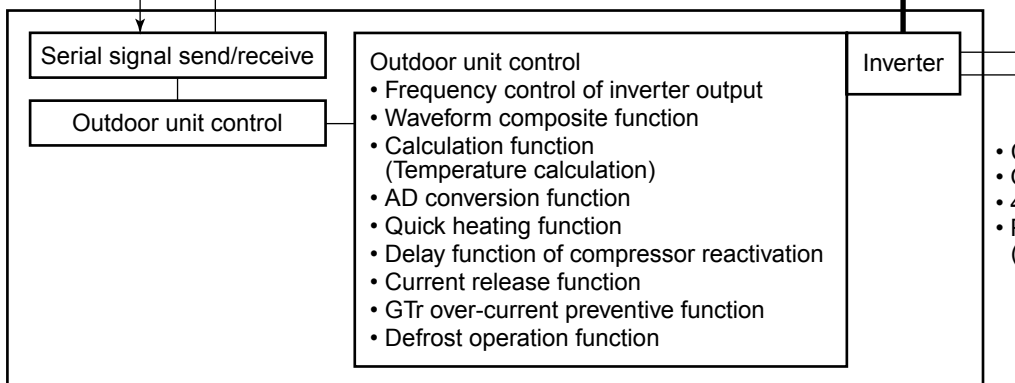 Serial signal send/receive
Outdoor unit control
Outdoor unit control
• Frequency control of inverter output
• Waveform composite function
• Calculation function
(Temperature calculation)
• AD conversion function
• Quick heating function
• Delay function of compressor reactivation
• Current release function
• GTr over-current preventive function
• Defrost operation function
Inverter